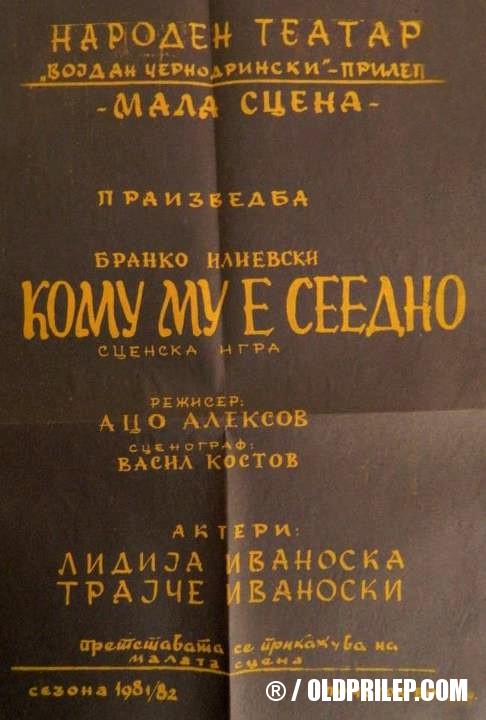 НАРОДЕН ТЕАТАР
„ВОЈДАН ЧЕРНОДРИНСКИ"-ПРИЛЕП
-МАЛА СЦЕНА-
ПРАИЗВЕДБА
БРАНКО ИЛИЕВСКИ
КОМУ МУ Е СЕЕДНО
СЦЕНСКА ИГРА
РЕЖИСЕР:
АЦО АЛЕКСОВ
СЦЕНОГРАФ:
ВАСИЛ КОСТОВ
АКТЕРИ:
ЛИДИЈА ИВАНОСКА
ТРАЈЧЕ ИВАНОСКИ
претставата се прикажува на
малата сцена
сезона 1981/82
® / OLDPRILEP.COM